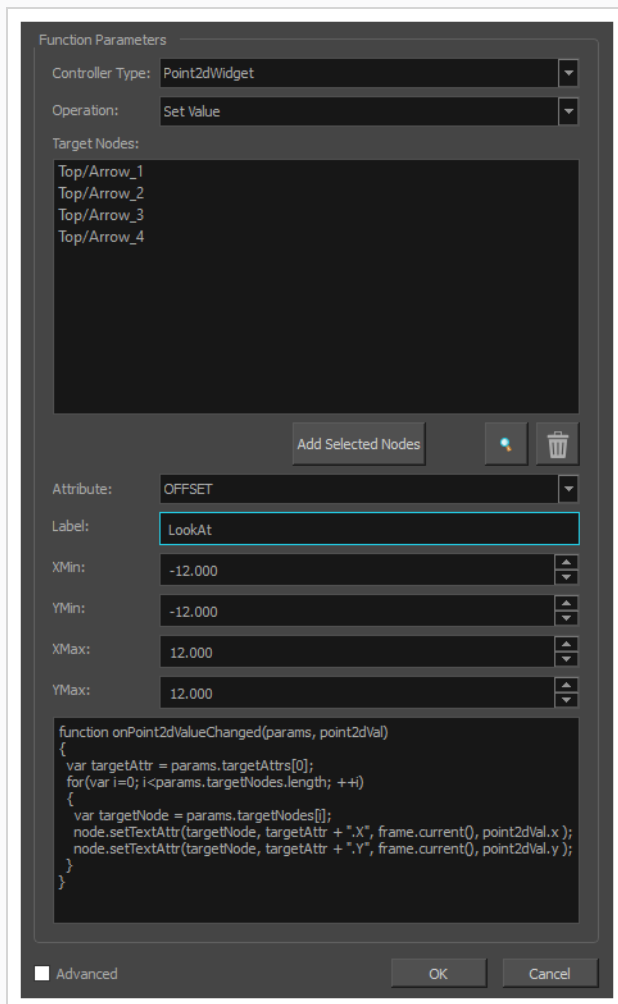 Function Parameters
Controller Type: Point2dWidget
Operation: Set Value
Target Nodes:
Top/Arrow_1
Top/Arrow_2
Top/Arrow_3
Top/Arrow_4
Add Selected Nodes
Attribute: OFFSET
Label: LookAt
XMin: -12.000
YMin: -12.000
XMax: 12.000
YMax: 12.000
function onPoint2dValueChanged(params, point2dVal)
{
var targetAttr = params.targetAttrs[0];
for(var i=0; i<params.targetNodes.length; ++i)
{
var targetNode = params.targetNodes[i];
node.setTextAttr(targetNode, targetAttr + ".X", frame.current(), point2dVal.x );
node.setTextAttr(targetNode, targetAttr + ".Y", frame.current(), point2dVal.y );
}
}
Advanced OK Cancel